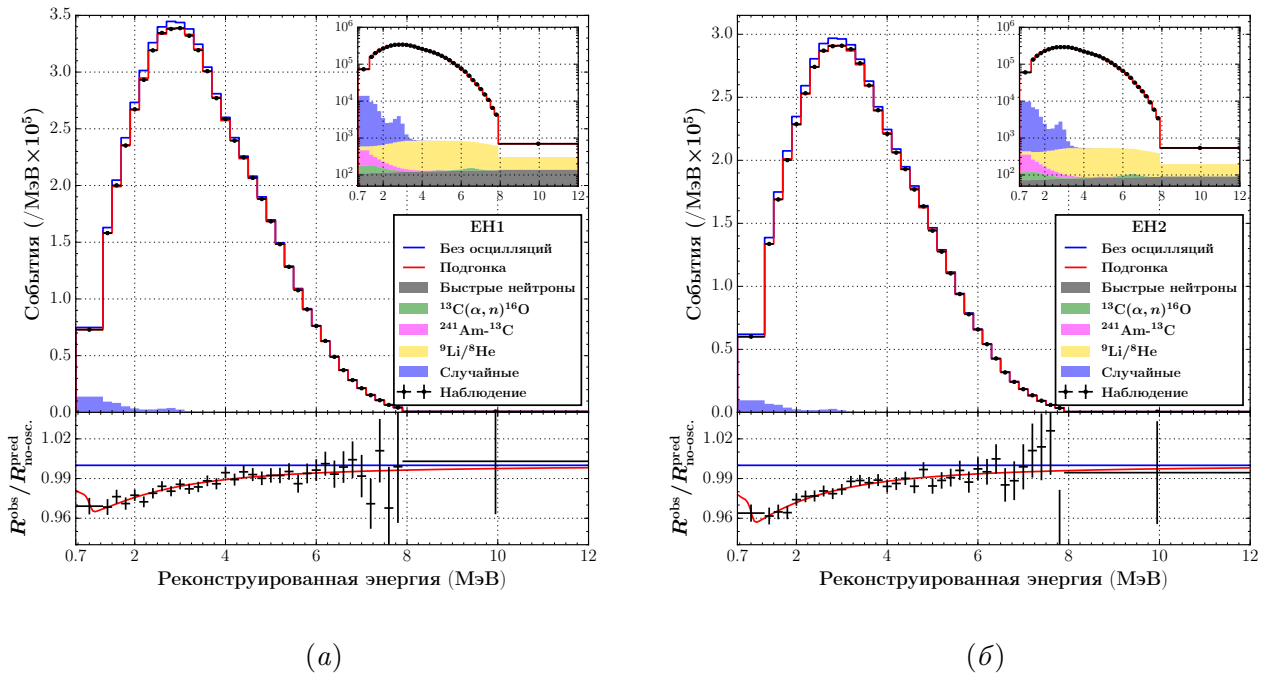 События (/МэВ×10⁵)
3.5
3.0
2.5
2.0
1.5
1.0
0.5
0.0
10⁶
10⁵
10⁴
10³
10²
0.7 2 4 6 8 10 12
EH1
Без осцилляций
Подгонка
Быстрые нейтроны
¹³C(α, n)¹⁶O
²⁴¹Am-¹³C
⁹Li/⁸He
Случайные
Наблюдение
R^obs/R^pred_no-osc.
1.02
0.99
0.96
0.7 2 4 6 8 10 12
Реконструированная энергия (МэВ)
(а)
События (/МэВ×10⁵)
3.0
2.5
2.0
1.5
1.0
0.5
0.0
10⁶
10⁵
10⁴
10³
10²
0.7 2 4 6 8 10 12
EH2
Без осцилляций
Подгонка
Быстрые нейтроны
¹³C(α, n)¹⁶O
²⁴¹Am-¹³C
⁹Li/⁸He
Случайные
Наблюдение
R^obs/R^pred_no-osc.
1.02
0.99
0.96
0.7 2 4 6 8 10 12
Реконструированная энергия (МэВ)
(б)